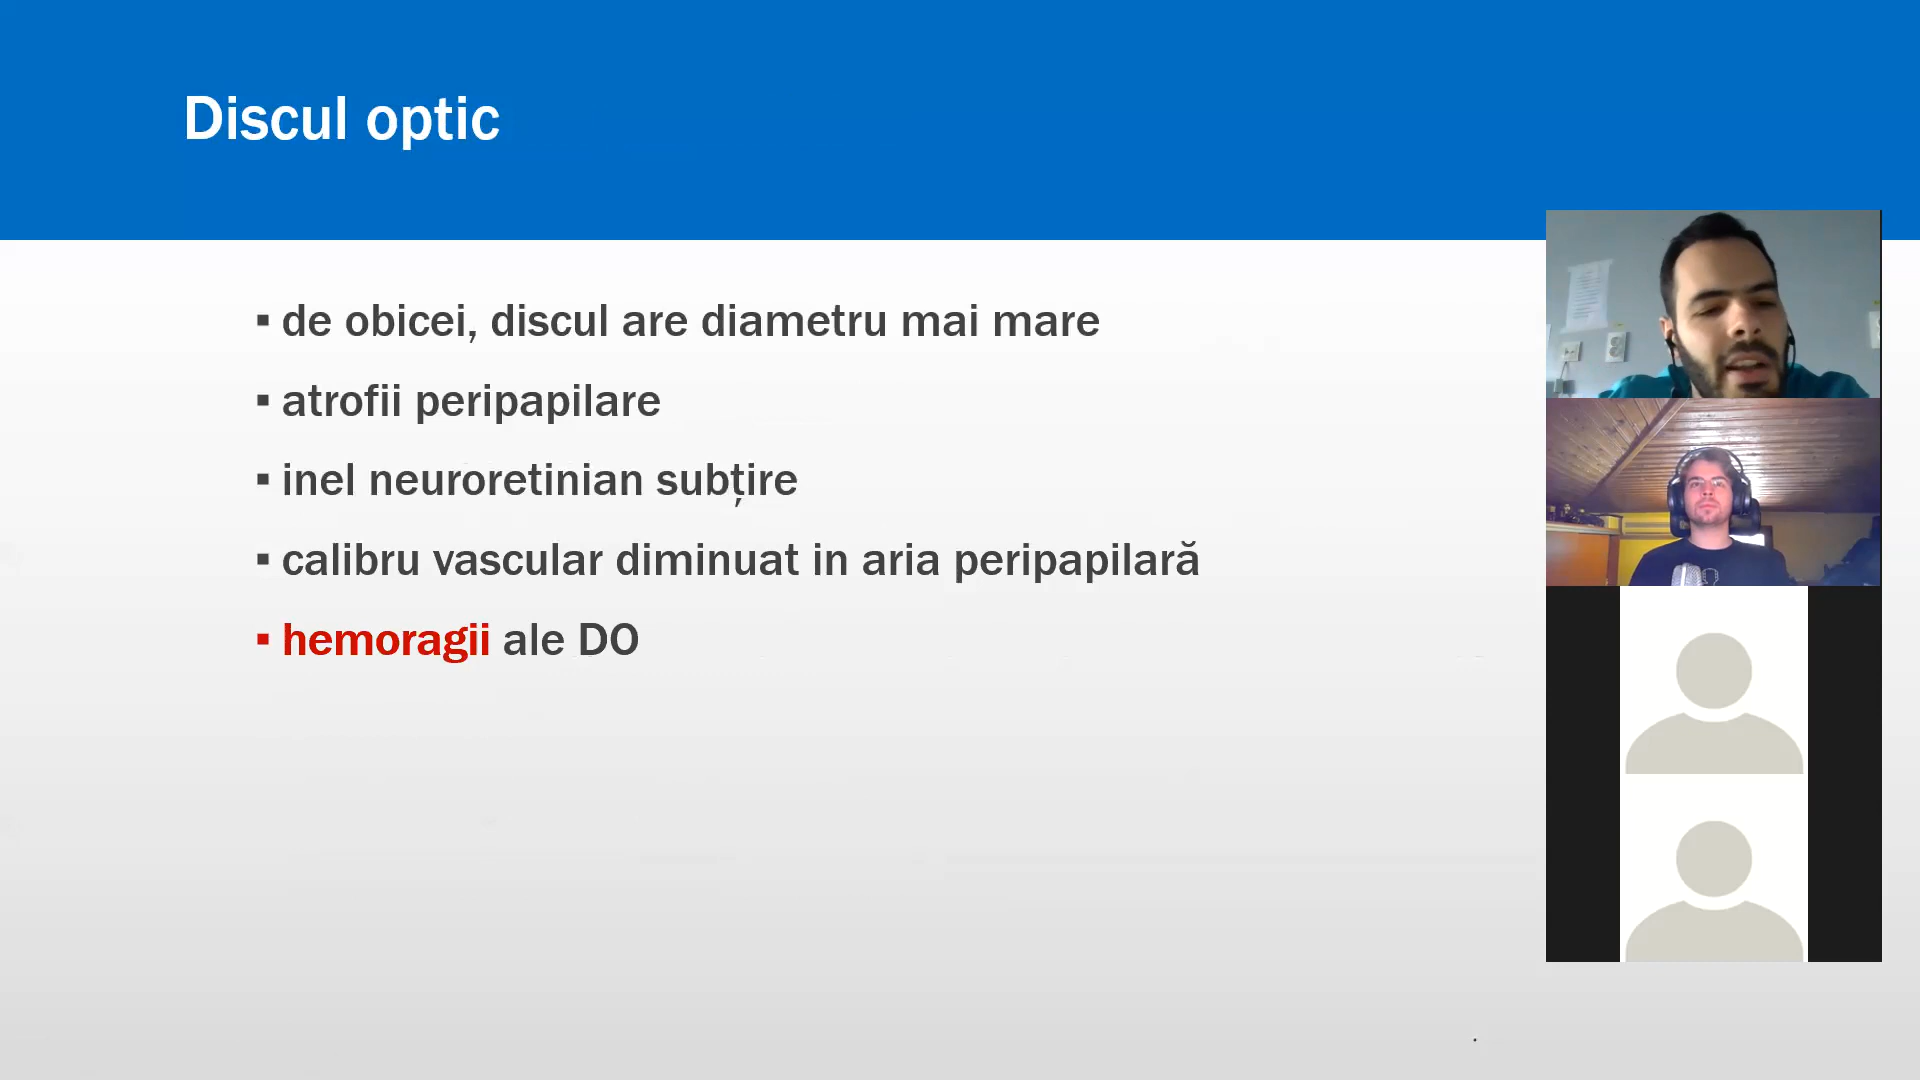 Discul optic
▪ de obicei, discul are diametru mai mare
▪ atrofii peripapilare
▪ inel neuroretinian subțire
▪ calibru vascular diminuat in aria peripapilară
▪ hemoragii ale DO